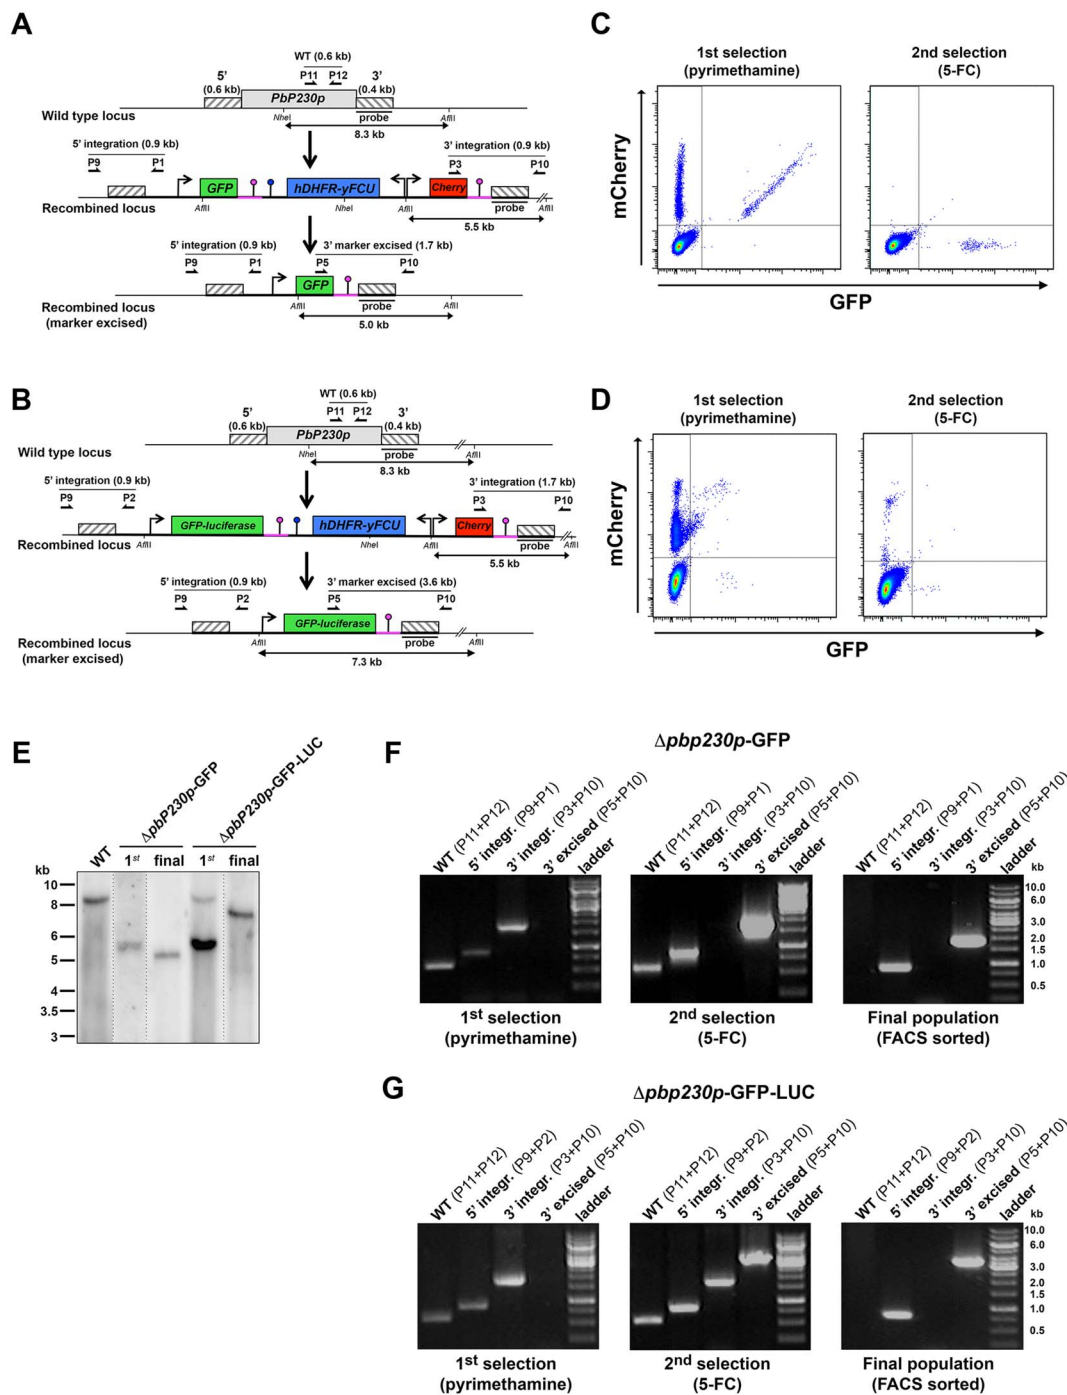 A
WT (0.6 kb)
P11 P12
5’ 3’
(0.6 kb) (0.4 kb)
PbP230p
Wild type locus
NheI probe AflII
8.3 kb
5’ integration (0.9 kb) 3’ integration (0.9 kb)
P9 P1 P3 P10
GFP hDHFR-yFCU Cherry
Recombined locus
AflII NheI AflII probe
5.5 kb
5’ integration (0.9 kb) 3’ marker excised (1.7 kb)
P9 P1 P5 P10
GFP
Recombined locus
(marker excised)
AflII probe AflII
5.0 kb
B
WT (0.6 kb)
P11 P12
5’ 3’
(0.6 kb) (0.4 kb)
PbP230p
Wild type locus
NheI probe AflII
8.3 kb
5’ integration (0.9 kb) 3’ integration (1.7 kb)
P9 P2 P3 P10
GFP-luciferase hDHFR-yFCU Cherry
Recombined locus
AflII NheI AflII probe
5.5 kb
5’ integration (0.9 kb) 3’ marker excised (3.6 kb)
P9 P2 P5 P10
GFP-luciferase
Recombined locus
(marker excised)
AflII probe AflII
7.3 kb
C
1st selection
(pyrimethamine)
2nd selection
(5-FC)
mCherry
GFP
D
1st selection
(pyrimethamine)
2nd selection
(5-FC)
mCherry
GFP
E
ΔpbP230p-GFP
ΔpbP230p-GFP-LUC
WT 1st final 1st final
kb
10
8
6
5
4
3.5
3
F
Δpbp230p-GFP
WT (P11+P12)
5’ integr. (P9+P1)
3’ integr. (P3+P10)
3’ excised (P5+P10)
ladder
WT (P11+P12)
5’ integr. (P9+P1)
3’ integr. (P3+P10)
3’ excised (P5+P10)
ladder
WT (P11+P12)
5’ integr. (P9+P1)
3’ integr. (P3+P10)
3’ excised (P5+P10)
ladder
kb
10.0
6.0
3.0
2.0
1.5
1.0
0.5
1st selection
(pyrimethamine)
2nd selection
(5-FC)
Final population
(FACS sorted)
G
Δpbp230p-GFP-LUC
WT (P11+P12)
5’ integr. (P9+P2)
3’ integr. (P3+P10)
3’ excised (P5+P10)
ladder
WT (P11+P12)
5’ integr. (P9+P2)
3’ integr. (P3+P10)
3’ excised (P5+P10)
ladder
WT (P11+P12)
5’ integr. (P9+P2)
3’ integr. (P3+P10)
3’ excised (P5+P10)
ladder
kb
10.0
6.0
3.0
2.0
1.5
1.0
0.5
1st selection
(pyrimethamine)
2nd selection
(5-FC)
Final population
(FACS sorted)